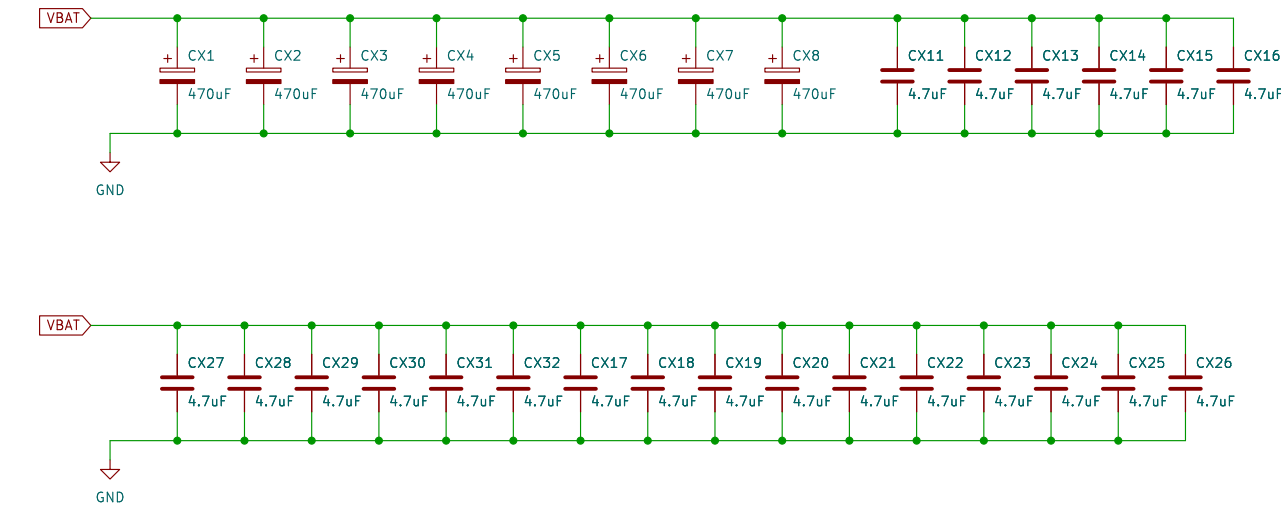 VBAT
CX1 CX2 CX3 CX4 CX5 CX6 CX7 CX8 CX11 CX12 CX13 CX14 CX15 CX16
+ + + + + + + +
470uF 470uF 470uF 470uF 470uF 470uF 470uF 470uF 4.7uF 4.7uF 4.7uF 4.7uF 4.7uF 4.7uF
GND
VBAT
CX27 CX28 CX29 CX30 CX31 CX32 CX17 CX18 CX19 CX20 CX21 CX22 CX23 CX24 CX25 CX26
4.7uF 4.7uF 4.7uF 4.7uF 4.7uF 4.7uF 4.7uF 4.7uF 4.7uF 4.7uF 4.7uF 4.7uF 4.7uF 4.7uF 4.7uF 4.7uF
GND